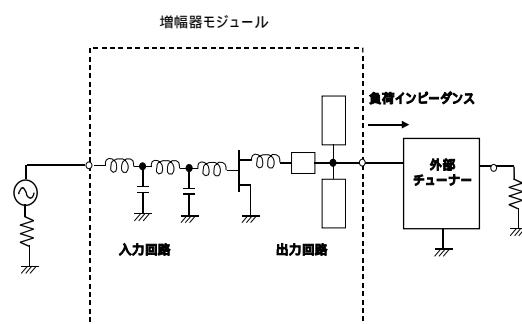 増幅器モジュール
負荷インピーダンス
外部
チューナー
入力回路
出力回路